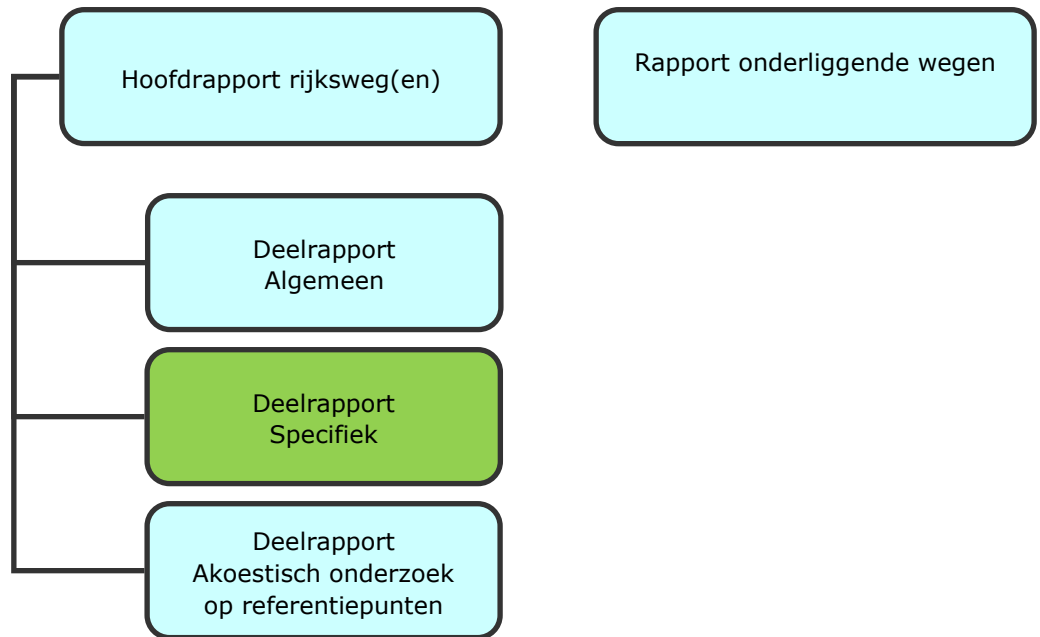 Hoofdrapport rijksweg(en)
Rapport onderliggende wegen
Deelrapport
Algemeen
Deelrapport
Specifiek
Deelrapport
Akoestisch onderzoek
op referentiepunten